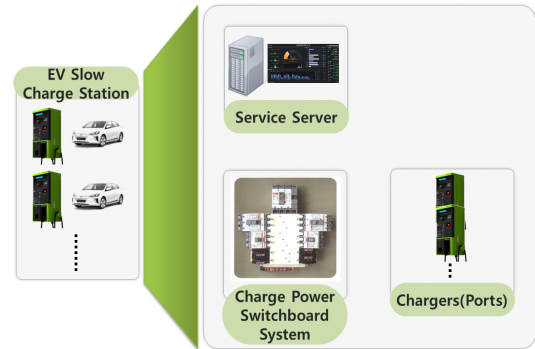 EV Slow
Charge Station
Service Server
Charge Power
Switchboard
System
Chargers(Ports)